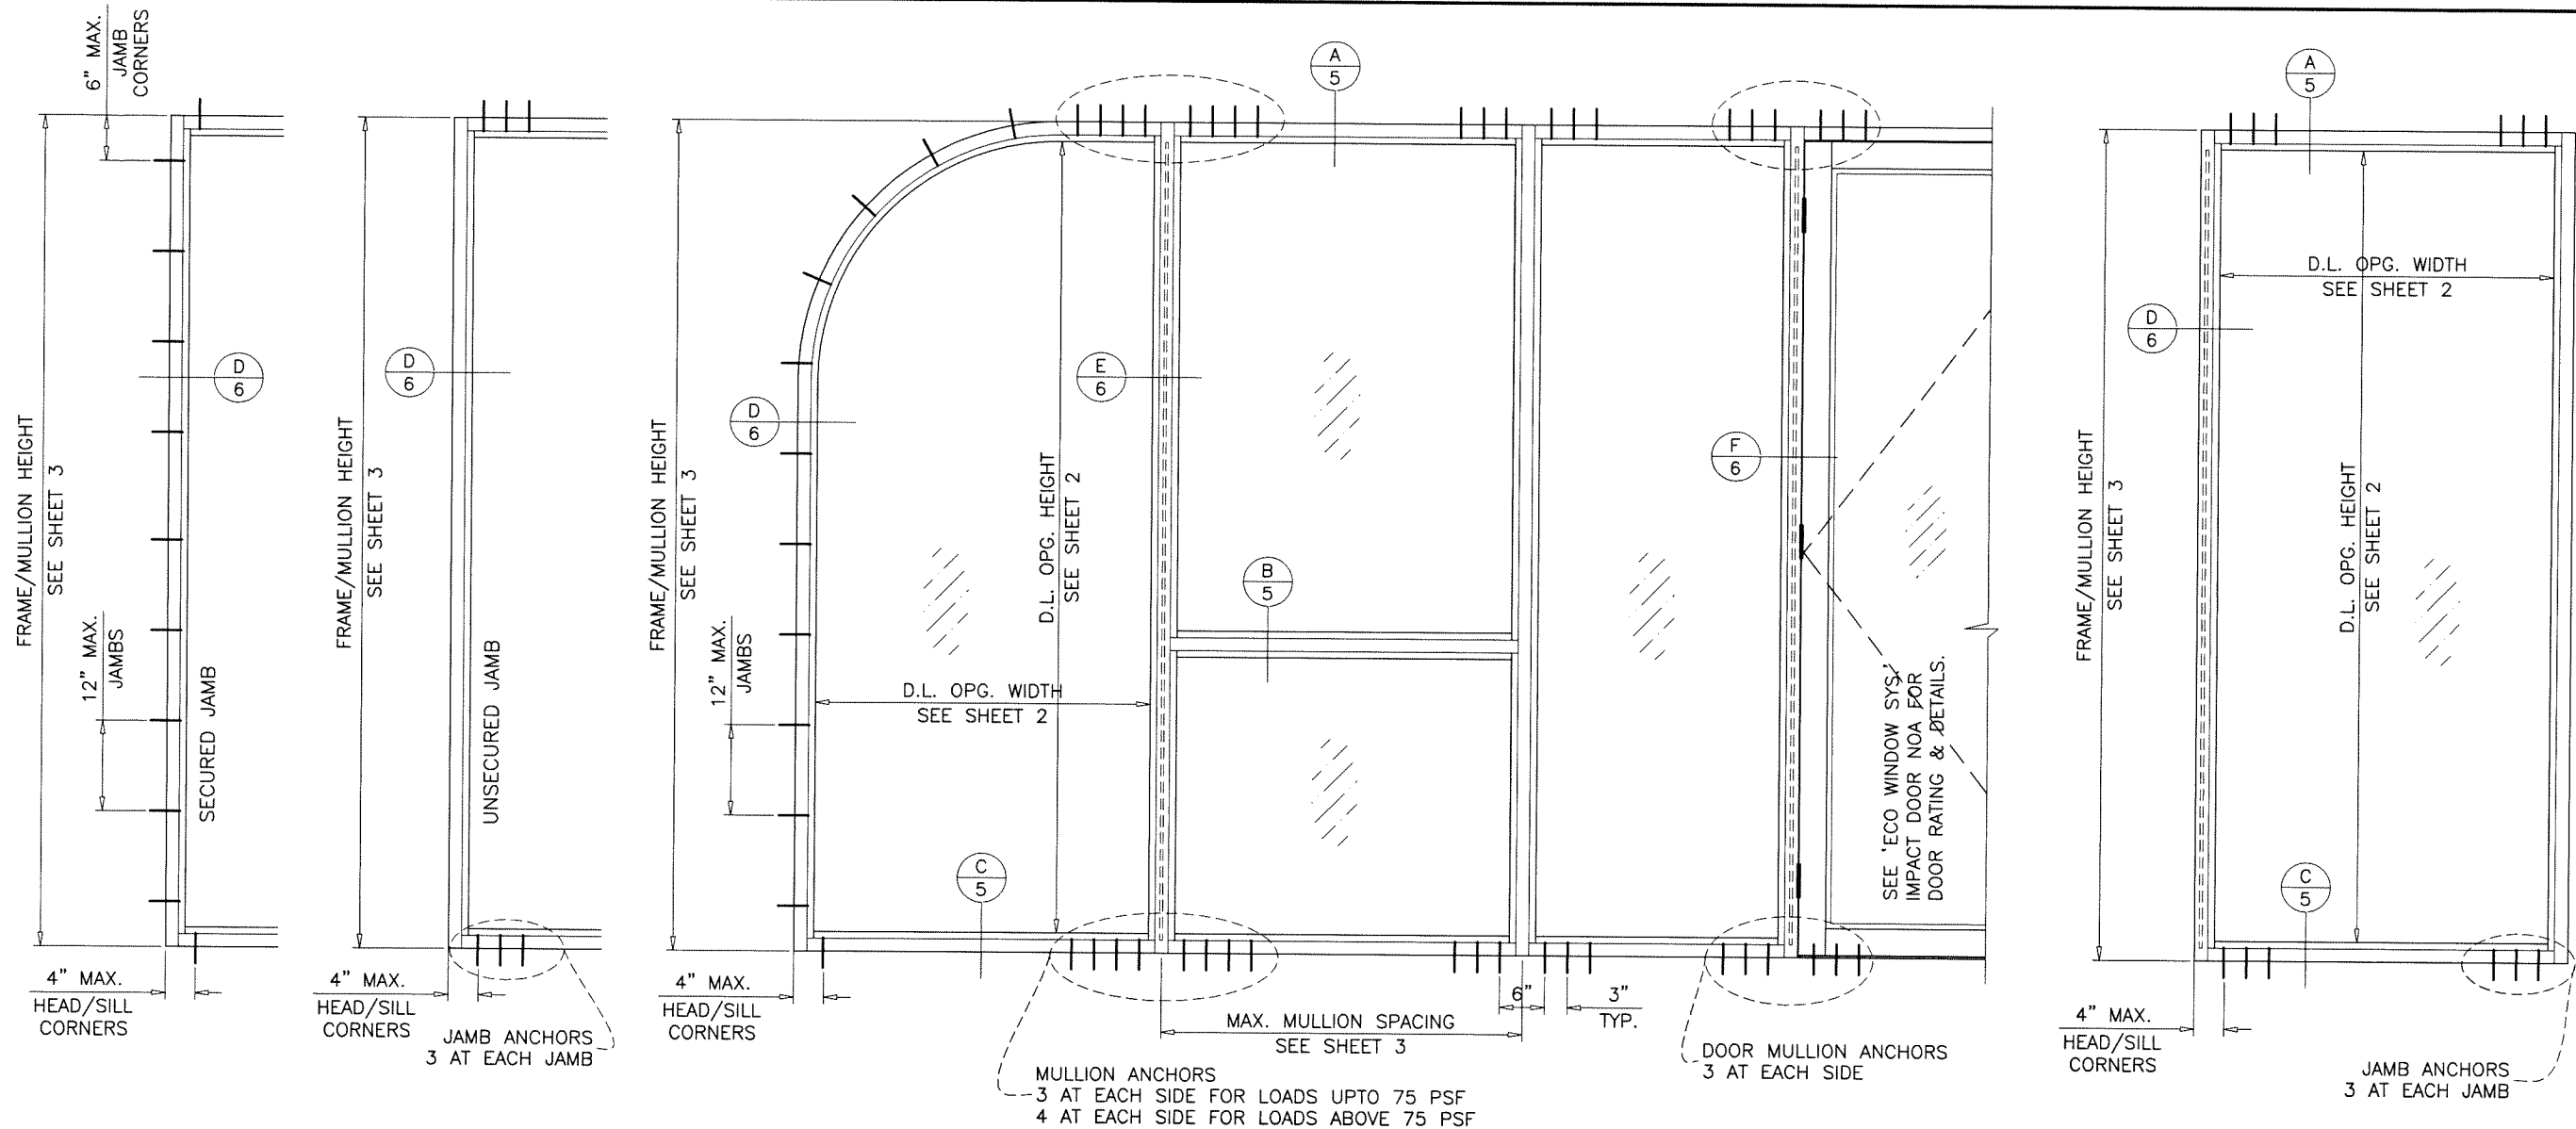 6" MAX.
JAMB
CORNERS
FRAME/MULLION HEIGHT
SEE SHEET 3
12" MAX.
JAMBS
D
6
SECURED JAMB
4" MAX.
HEAD/SILL
CORNERS
FRAME/MULLION HEIGHT
SEE SHEET 3
D
6
UNSECURED JAMB
4" MAX.
HEAD/SILL
CORNERS
JAMB ANCHORS
3 AT EACH JAMB
FRAME/MULLION HEIGHT
SEE SHEET 3
12" MAX.
JAMBS
D
6
4" MAX.
HEAD/SILL
CORNERS
D.L. OPG. WIDTH
SEE SHEET 2
D.L. OPG. HEIGHT
SEE SHEET 2
C
5
E
6
A
5
B
5
MAX. MULLION SPACING
SEE SHEET 3
6"
3"
TYP.
MULLION ANCHORS
3 AT EACH SIDE FOR LOADS UPTO 75 PSF
4 AT EACH SIDE FOR LOADS ABOVE 75 PSF
F
6
SEE 'ECO WINDOW SYS.'
IMPACT DOOR NOA FOR
DOOR RATING & DETAILS.
DOOR MULLION ANCHORS
3 AT EACH SIDE
FRAME/MULLION HEIGHT
SEE SHEET 3
A
5
D
6
D.L. OPG. WIDTH
SEE SHEET 2
D.L. OPG. HEIGHT
SEE SHEET 2
C
5
4" MAX.
HEAD/SILL
CORNERS
JAMB ANCHORS
3 AT EACH JAMB